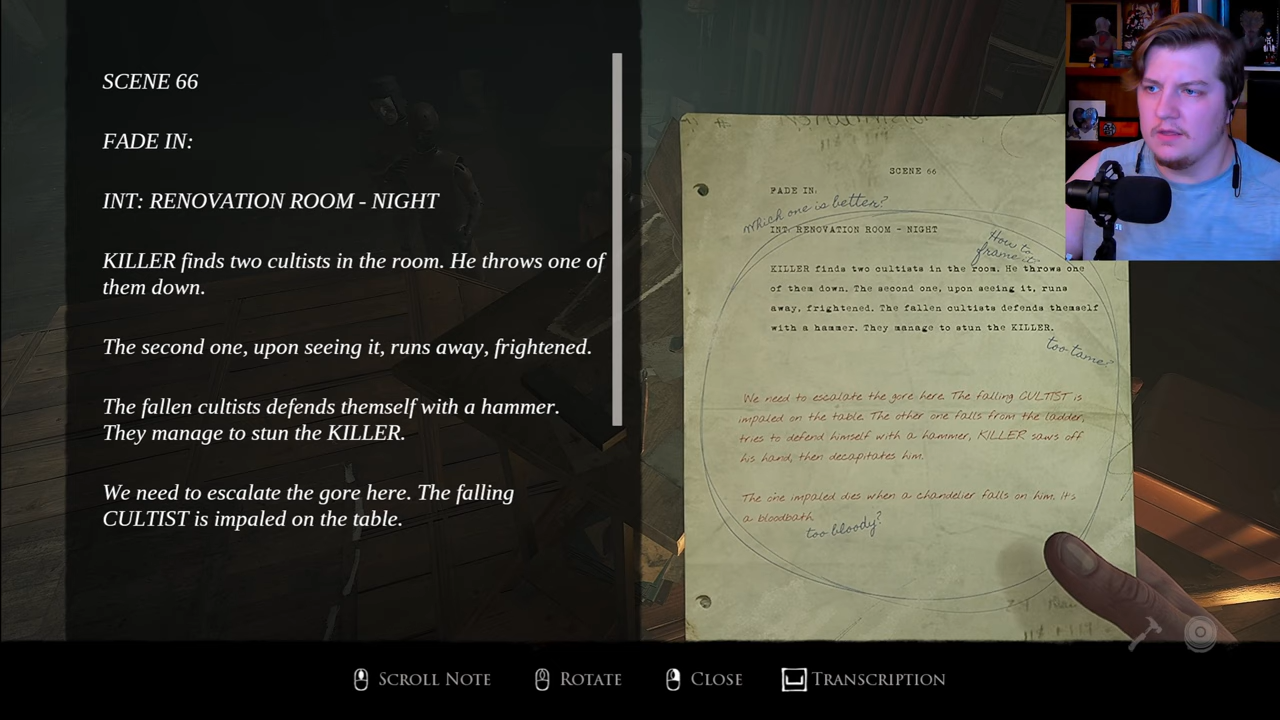 SCENE 66
FADE IN:
INT: RENOVATION ROOM - NIGHT
KILLER finds two cultists in the room. He throws one of
them down.
The second one, upon seeing it, runs away, frightened.
The fallen cultists defends themself with a hammer.
They manage to stun the KILLER.
We need to escalate the gore here. The falling
CULTIST is impaled on the table.
SCENE 66
FADE IN:
Which one is better?
INT: RENOVATION ROOM - NIGHT
How to
frame it?
KILLER finds two cultists in the room. He throws one
of them down. The second one, upon seeing it, runs
away, frightened. The fallen cultists defends themself
with a hammer. They manage to stun the KILLER.
too tame?
We need to escalate the gore here. The falling CULTIST is
impaled on the table. The other one falls from the ladder,
tries to defend himself with a hammer, KILLER saws off
his hand, then decapitates him.
The one impaled dies when a chandelier falls on him, its
a bloodbath
too bloody?
SCROLL NOTE
ROTATE
CLOSE
TRANSCRIPTION